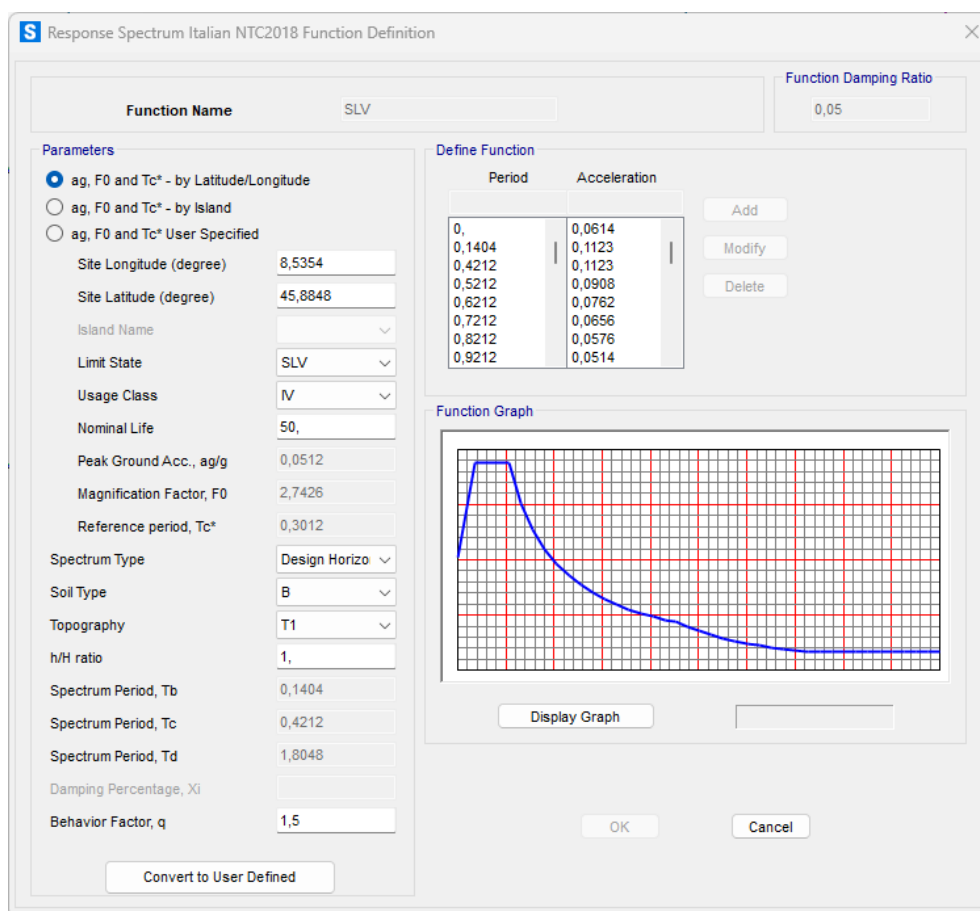 S Response Spectrum Italian NTC2018 Function Definition
Function Damping Ratio
Function Name SLV
0,05
Parameters
ag, F0 and Tc* - by Latitude/Longitude
ag, F0 and Tc* - by Island
ag, F0 and Tc* User Specified
Site Longitude (degree) 8,5354
Site Latitude (degree) 45,8848
Island Name
Limit State SLV
Usage Class IV
Nominal Life 50,
Peak Ground Acc., ag/g 0,0512
Magnification Factor, F0 2,7426
Reference period, Tc* 0,3012
Spectrum Type Design Horizo
Soil Type B
Topography T1
h/H ratio 1,
Spectrum Period, Tb 0,1404
Spectrum Period, Tc 0,4212
Spectrum Period, Td 1,8048
Damping Percentage, Xi
Behavior Factor, q 1,5
Convert to User Defined
Define Function
Period Acceleration
0, 0,0614
0,1404 0,1123
0,4212 0,1123
0,5212 0,0908
0,6212 0,0762
0,7212 0,0656
0,8212 0,0576
0,9212 0,0514
Add
Modify
Delete
Function Graph
Display Graph
OK
Cancel